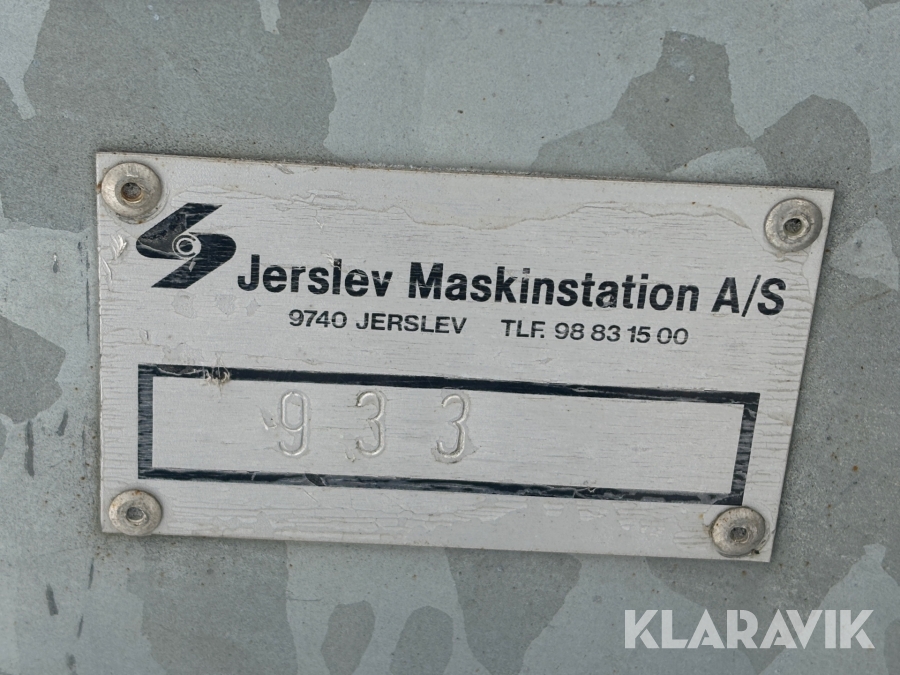 Jerslev Maskinstation A/S
9740 JERSLEV TLF. 98 83 15 00
933
KLARAVIK